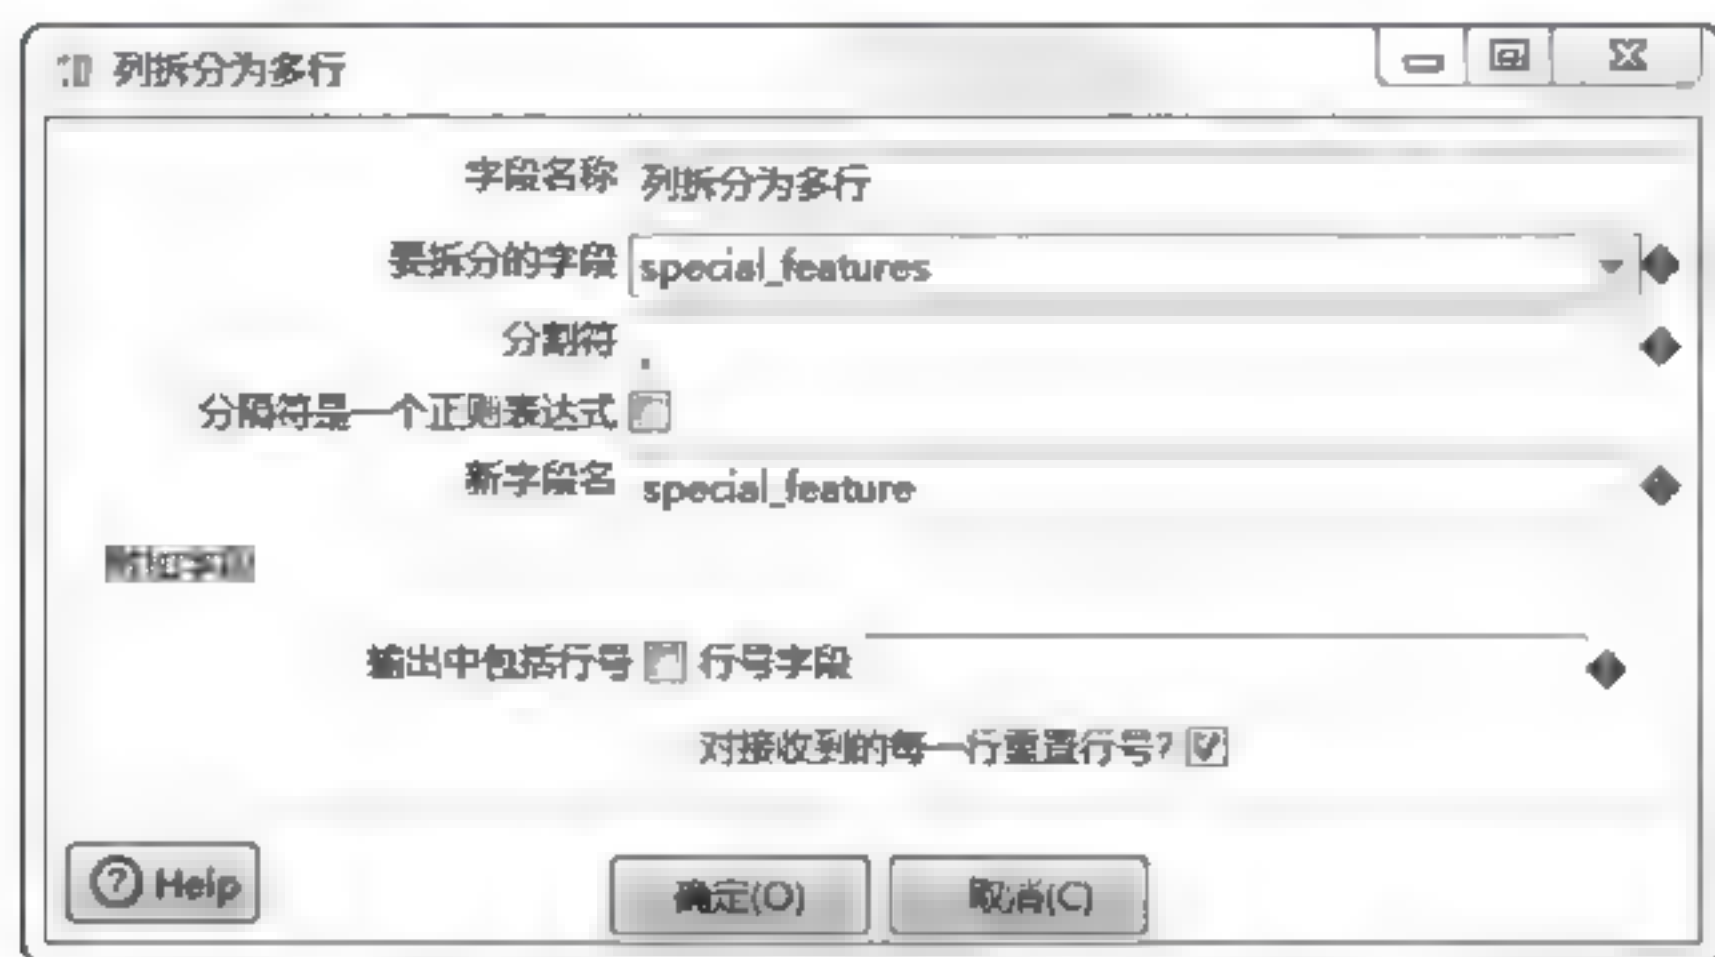 列拆分为多行
字段名称 列拆分为多行
要拆分的字段 special_features
分割符 .
分隔符是一个正则表达式
新字段名 special_feature
输出中包括行号 行号字段
对接收到的每一行重置行号?
Help 确定(O) 取消(C)